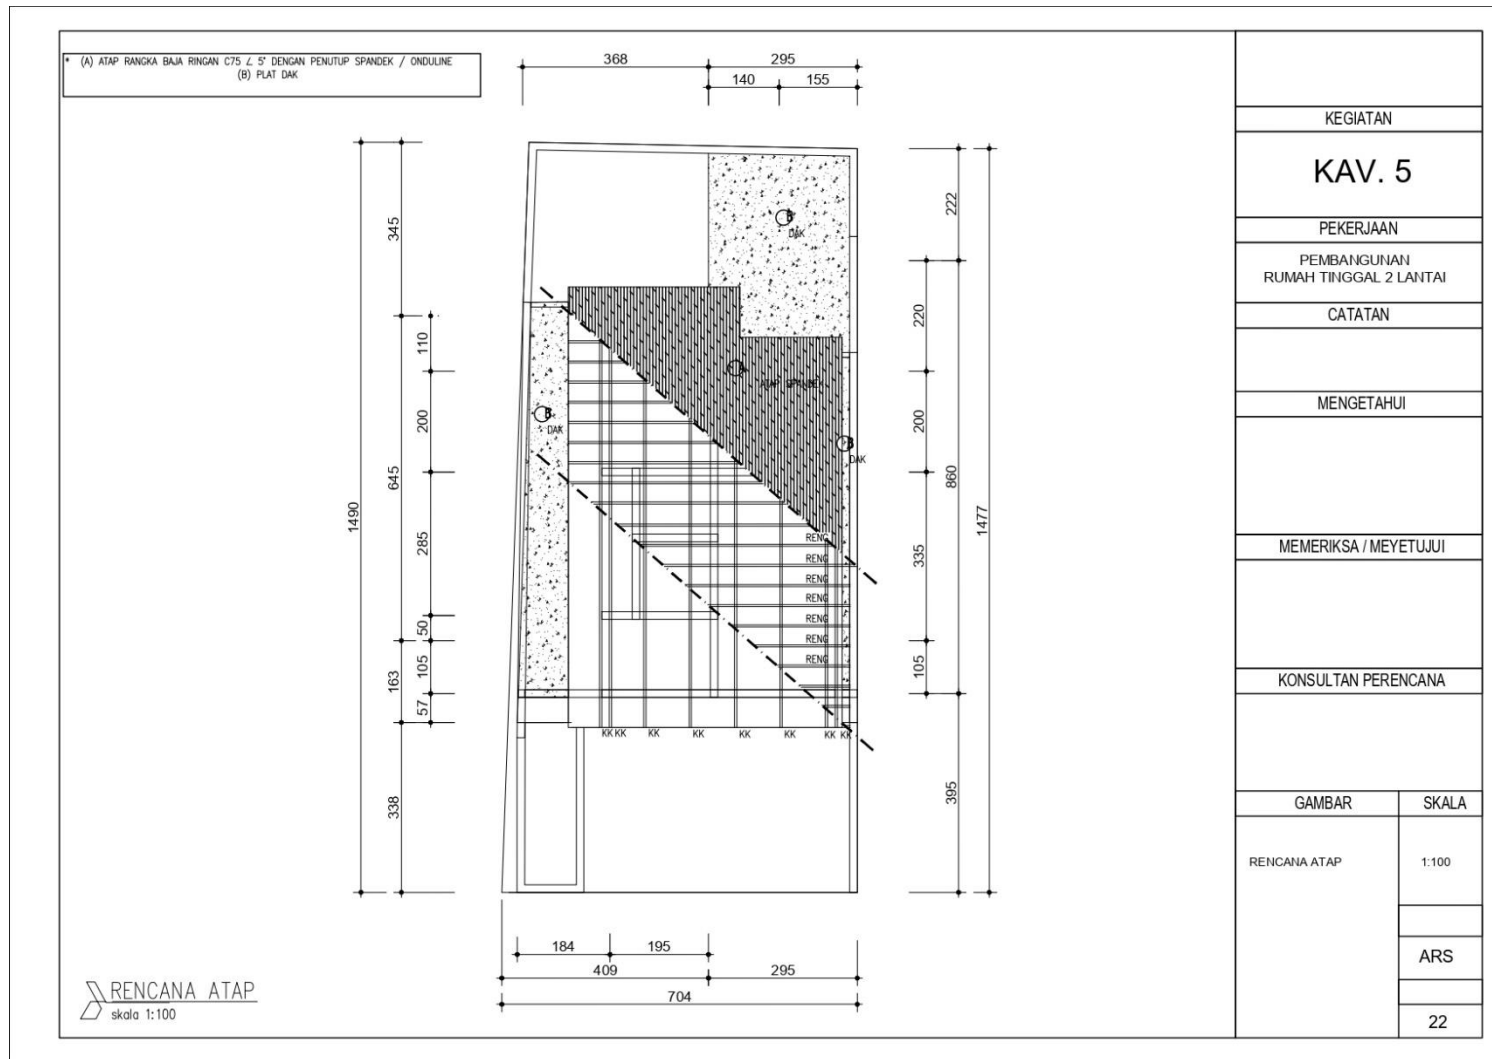 * (A) ATAP RANGKA BAJA RINGAN C75 ∠ 5° DENGAN PENUTUP SPANDEK / ONDULINE
(B) PLAT DAK
368
295
140
155
1490
345
645
163
338
110
200
285
50
105
57
222
860
395
220
200
335
105
1477
B
DAK
A
ATAP SPANDEK
B
DAK
B
DAK
RENG
RENG
RENG
RENG
RENG
RENG
RENG
KK KK KK KK KK KK KK KK
184
195
409
295
704
RENCANA ATAP
skala 1:100
KEGIATAN
KAV. 5
PEKERJAAN
PEMBANGUNAN
RUMAH TINGGAL 2 LANTAI
CATATAN
MENGETAHUI
MEMERIKSA / MEYETUJUI
KONSULTAN PERENCANA
GAMBAR
SKALA
RENCANA ATAP
1:100
ARS
22